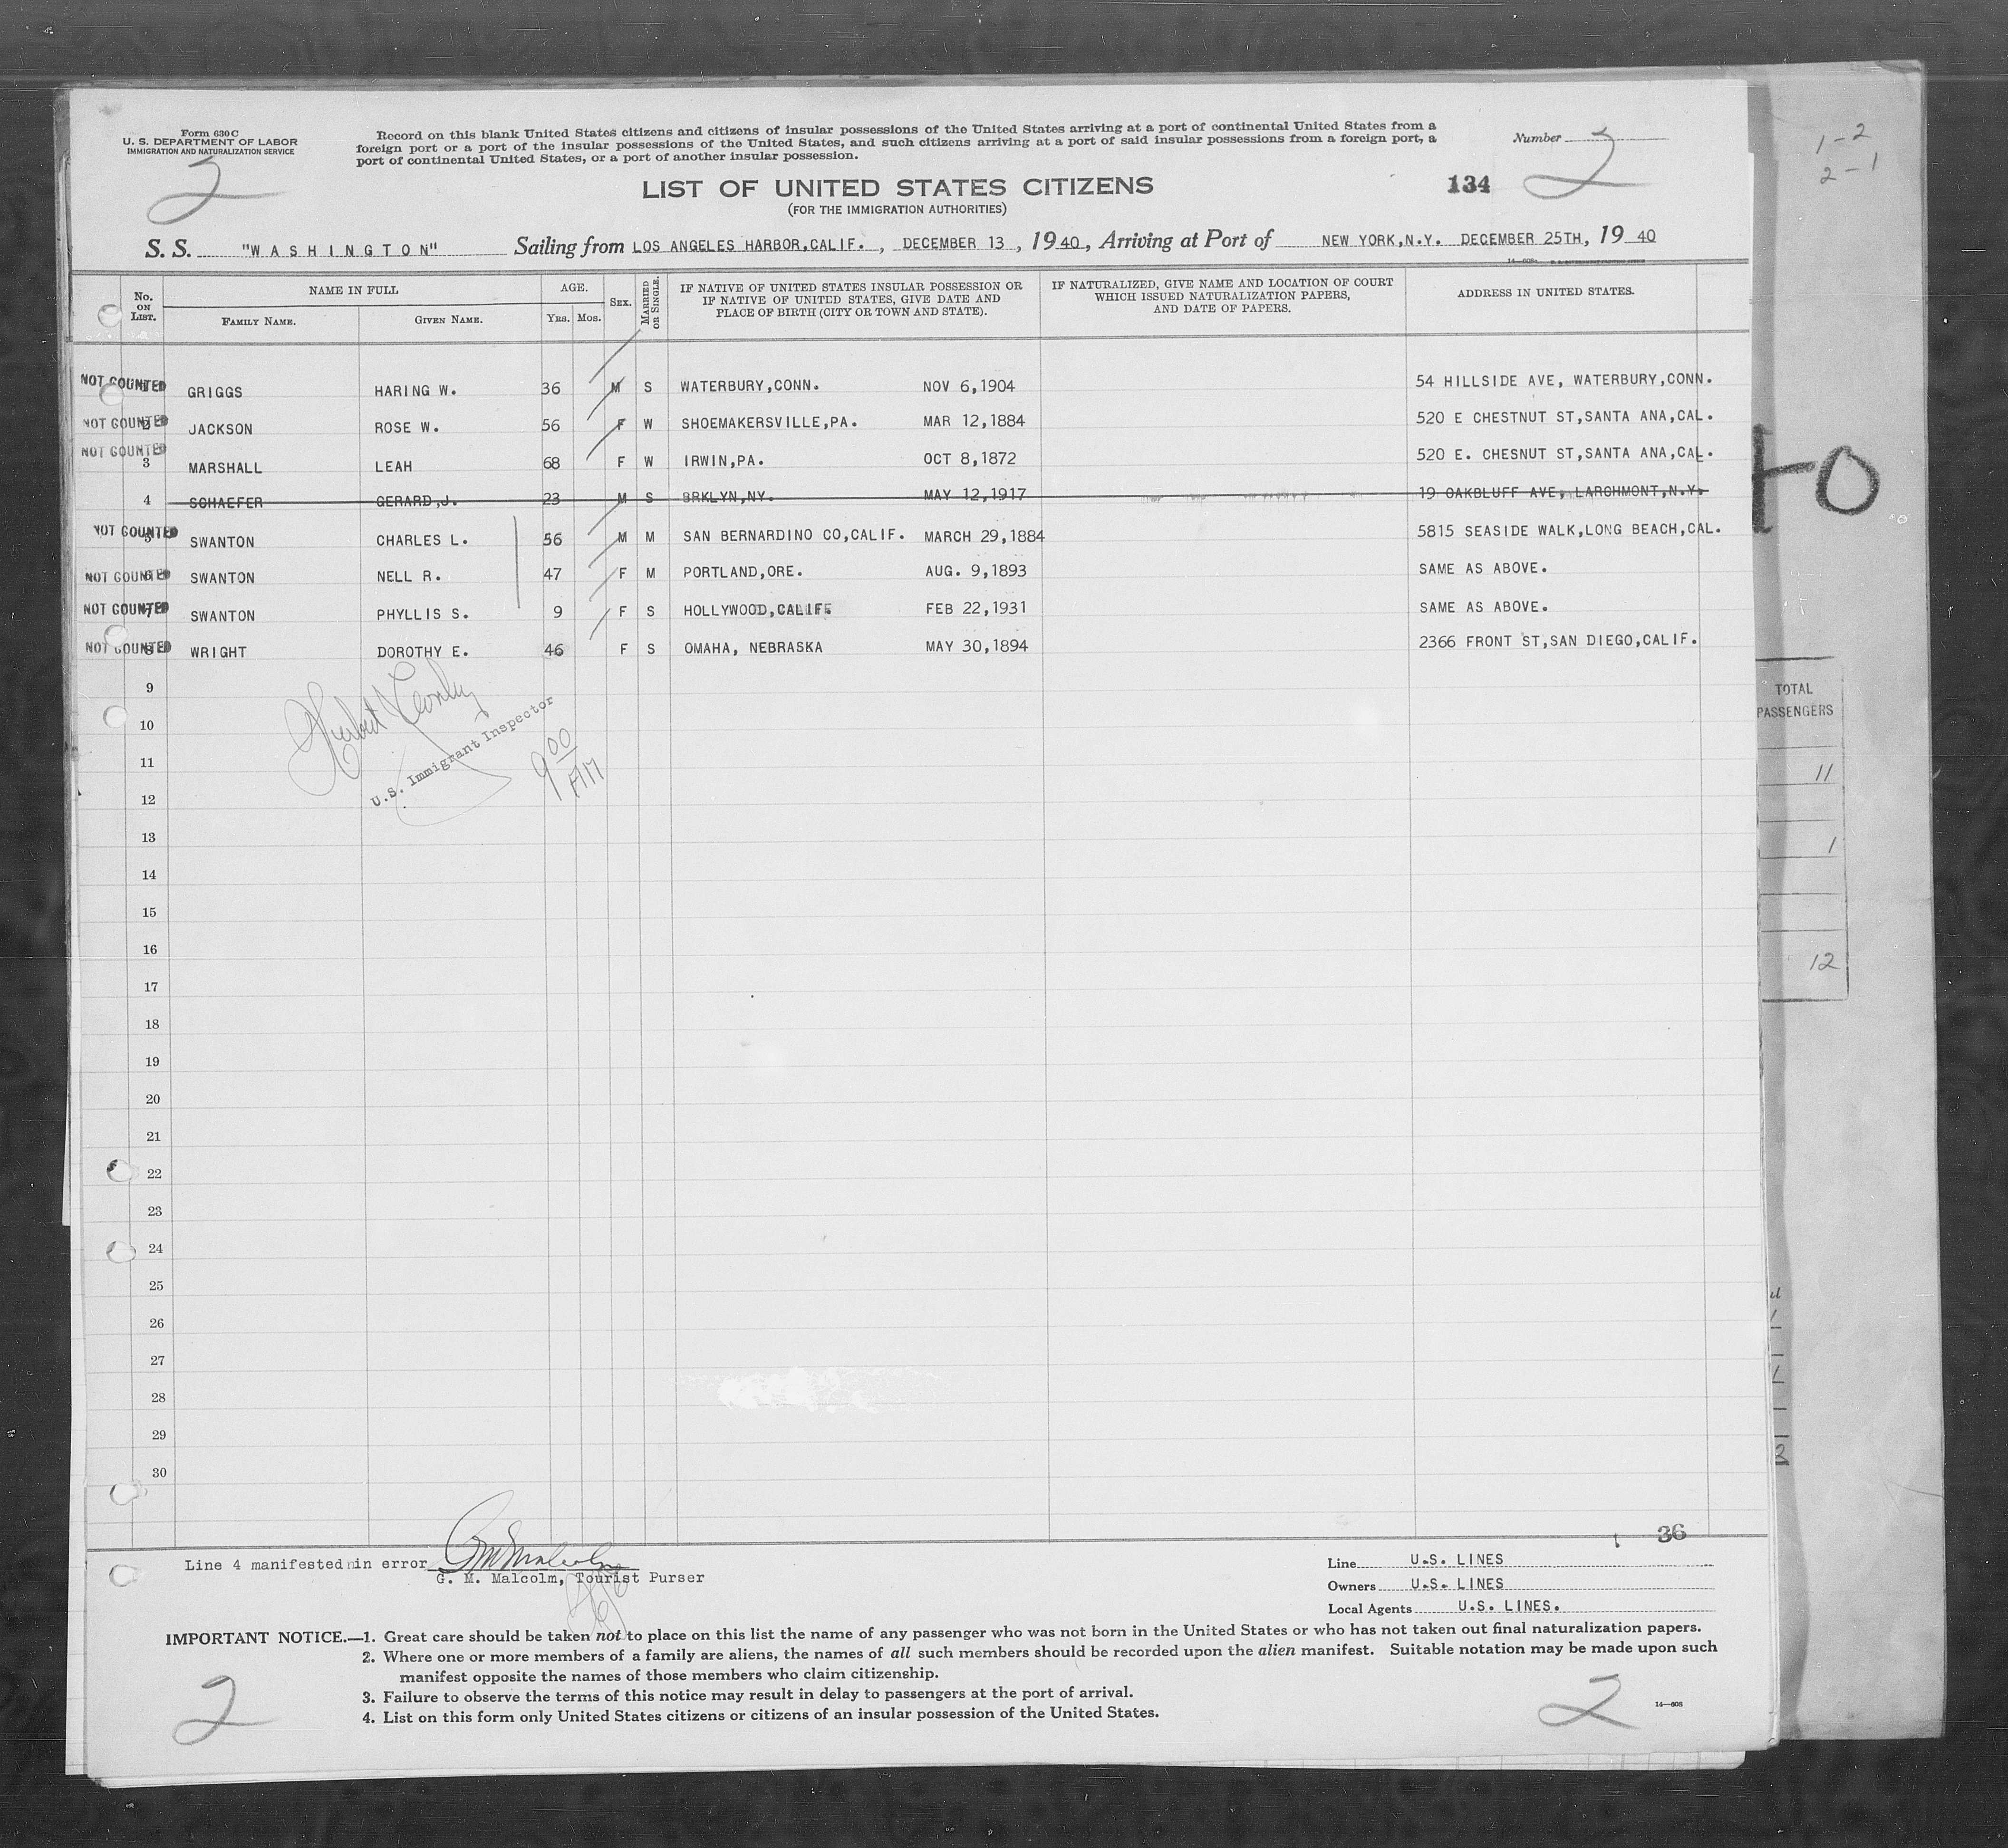 Form 630 C
U. S. DEPARTMENT OF LABOR
IMMIGRATION AND NATURALIZATION SERVICE
2
Record on this blank United States citizens and citizens of insular possessions of the United States arriving at a port of continental United States from a
foreign port or a port of the insular possessions of the United States, and such citizens arriving at a port of said insular possessions from a foreign port, a
port of continental United States, or a port of another insular possession.
Number 2
1-2
2-1
LIST OF UNITED STATES CITIZENS
134
(FOR THE IMMIGRATION AUTHORITIES)
S. S. "WASHINGTON" Sailing from LOS ANGELES HARBOR,CALIF. , DECEMBER 13 , 19 40 , Arriving at Port of NEW YORK,N.Y. DECEMBER 25TH, 19 40
No. ON LIST. NAME IN FULL FAMILY NAME. GIVEN NAME. AGE. YRS. MOS. SEX. MARRIED OR SINGLE. IF NATIVE OF UNITED STATES INSULAR POSSESSION OR IF NATIVE OF UNITED STATES, GIVE DATE AND PLACE OF BIRTH (CITY OR TOWN AND STATE). IF NATURALIZED, GIVE NAME AND LOCATION OF COURT WHICH ISSUED NATURALIZATION PAPERS, AND DATE OF PAPERS. ADDRESS IN UNITED STATES.
NOT COUNTED GRIGGS HARING W. 36 M S WATERBURY,CONN. NOV 6,1904 54 HILLSIDE AVE, WATERBURY,CONN.
NOT COUNTED 2 JACKSON ROSE W. 56 F W SHOEMAKERSVILLE,PA. MAR 12,1884 520 E CHESTNUT ST,SANTA ANA,CAL.
NOT COUNTED 3 MARSHALL LEAH 68 F W IRWIN,PA. OCT 8,1872 520 E. CHESNUT ST,SANTA ANA,CAL.
4 SCHAEFER GERARD,J. 23 M S BRKLYN,NY. MAY 12,1917 19 OAKBLUFF AVE, LARCHMONT,N.Y.
NOT COUNTED 5 SWANTON CHARLES L. 56 M M SAN BERNARDINO CO,CALIF. MARCH 29,1884 5815 SEASIDE WALK,LONG BEACH,CAL.
NOT COUNTED 6 SWANTON NELL R. 47 F M PORTLAND,ORE. AUG. 9,1893 SAME AS ABOVE.
NOT COUNTED 7 SWANTON PHYLLIS S. 9 F S HOLLYWOOD,CALIF. FEB 22,1931 SAME AS ABOVE.
NOT COUNTED 8 WRIGHT DOROTHY E. 46 F S OMAHA, NEBRASKA MAY 30,1894 2366 FRONT ST,SAN DIEGO,CALIF.
U.S. Immigrant Inspector
9 00 AM
TOTAL
PASSENGERS
11
1
12
9
10
11
12
13
14
15
16
17
18
19
20
21
22
23
24
25
26
27
28
29
30
36
Line 4 manifested in error
G. M. Malcolm, Tourist Purser
Line U.S. LINES
Owners U.S. LINES
Local Agents U.S. LINES.
IMPORTANT NOTICE.—1. Great care should be taken not to place on this list the name of any passenger who was not born in the United States or who has not taken out final naturalization papers.
2. Where one or more members of a family are aliens, the names of all such members should be recorded upon the alien manifest. Suitable notation may be made upon such
manifest opposite the names of those members who claim citizenship.
3. Failure to observe the terms of this notice may result in delay to passengers at the port of arrival.
4. List on this form only United States citizens or citizens of an insular possession of the United States.
2
2
14—608